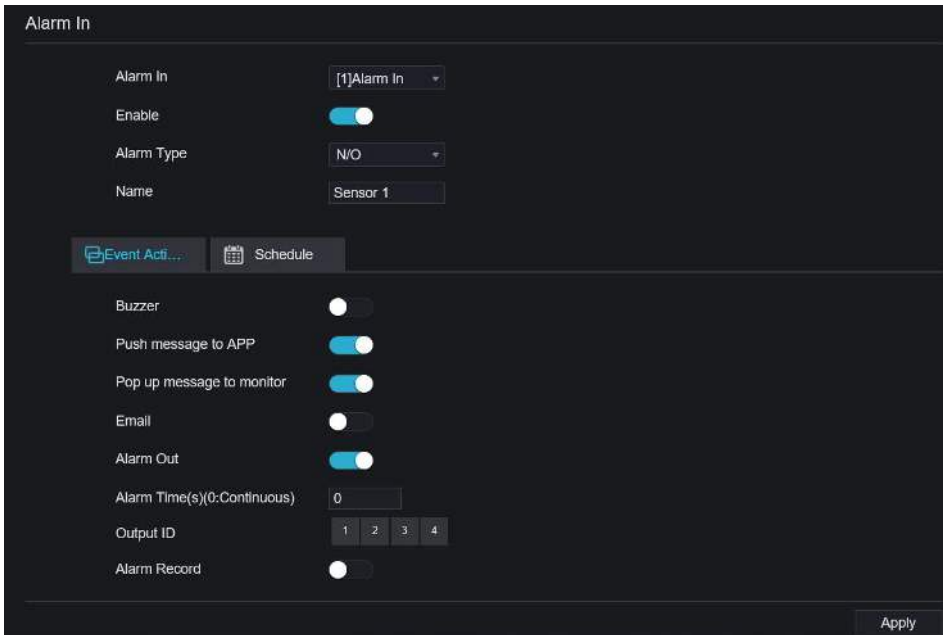 Alarm In
Alarm In [1]Alarm In
Enable
Alarm Type N/O
Name Sensor 1
Event Acti... Schedule
Buzzer
Push message to APP
Pop up message to monitor
Email
Alarm Out
Alarm Time(s)(0:Continuous) 0
Output ID 1 2 3 4
Alarm Record
Apply